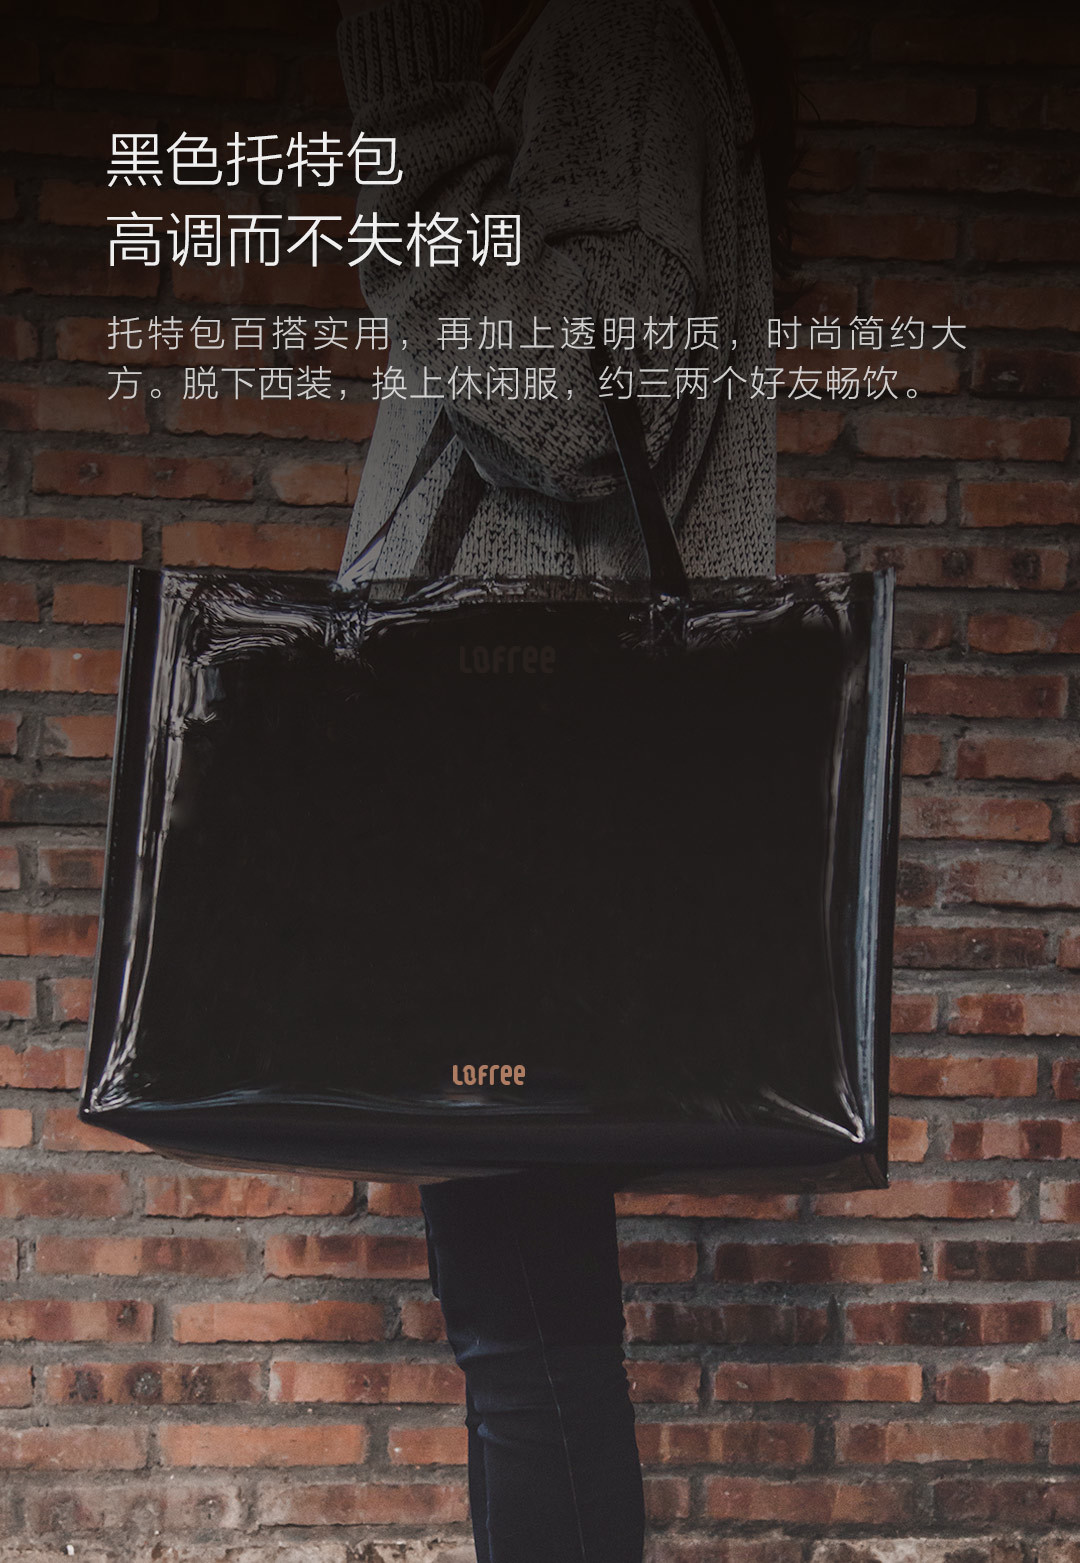 黑色托特包
高调而不失格调
托特包百搭实用，再加上透明材质，时尚简约大
方。脱下西装，换上休闲服，约三两个好友畅饮。
LOFree
LOFree